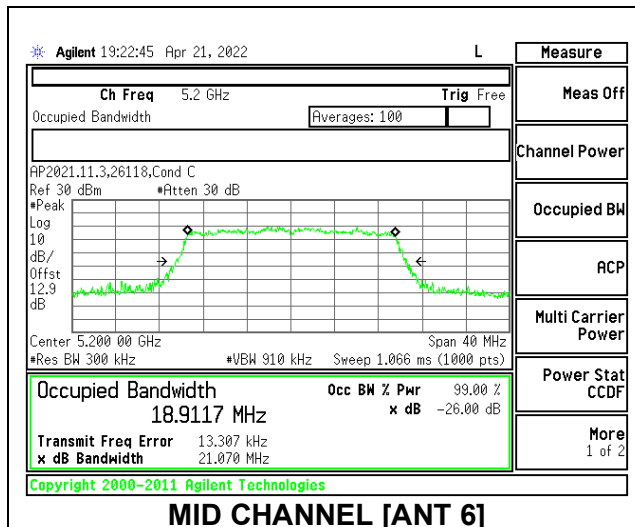 Agilent 19:22:45 Apr 21, 2022 L
Measure
Ch Freq 5.2 GHz Trig Free
Meas Off
Occupied Bandwidth Averages: 100
Channel Power
AP2021.11.3,26118,Cond C
Ref 30 dBm #Atten 30 dB
#Peak
Log
10
dB/
Offst
12.9
dB
Occupied BW
ACP
Center 5.200 00 GHz Span 40 MHz
#Res BW 300 kHz #VBW 910 kHz Sweep 1.066 ms (1000 pts)
Multi Carrier
Power
Occupied Bandwidth Occ BW % Pwr 99.00 %
18.9117 MHz x dB -26.00 dB
Power Stat
CCDF
Transmit Freq Error 13.307 kHz
x dB Bandwidth 21.070 MHz
More
1 of 2
Copyright 2000-2011 Agilent Technologies
MID CHANNEL [ANT 6]